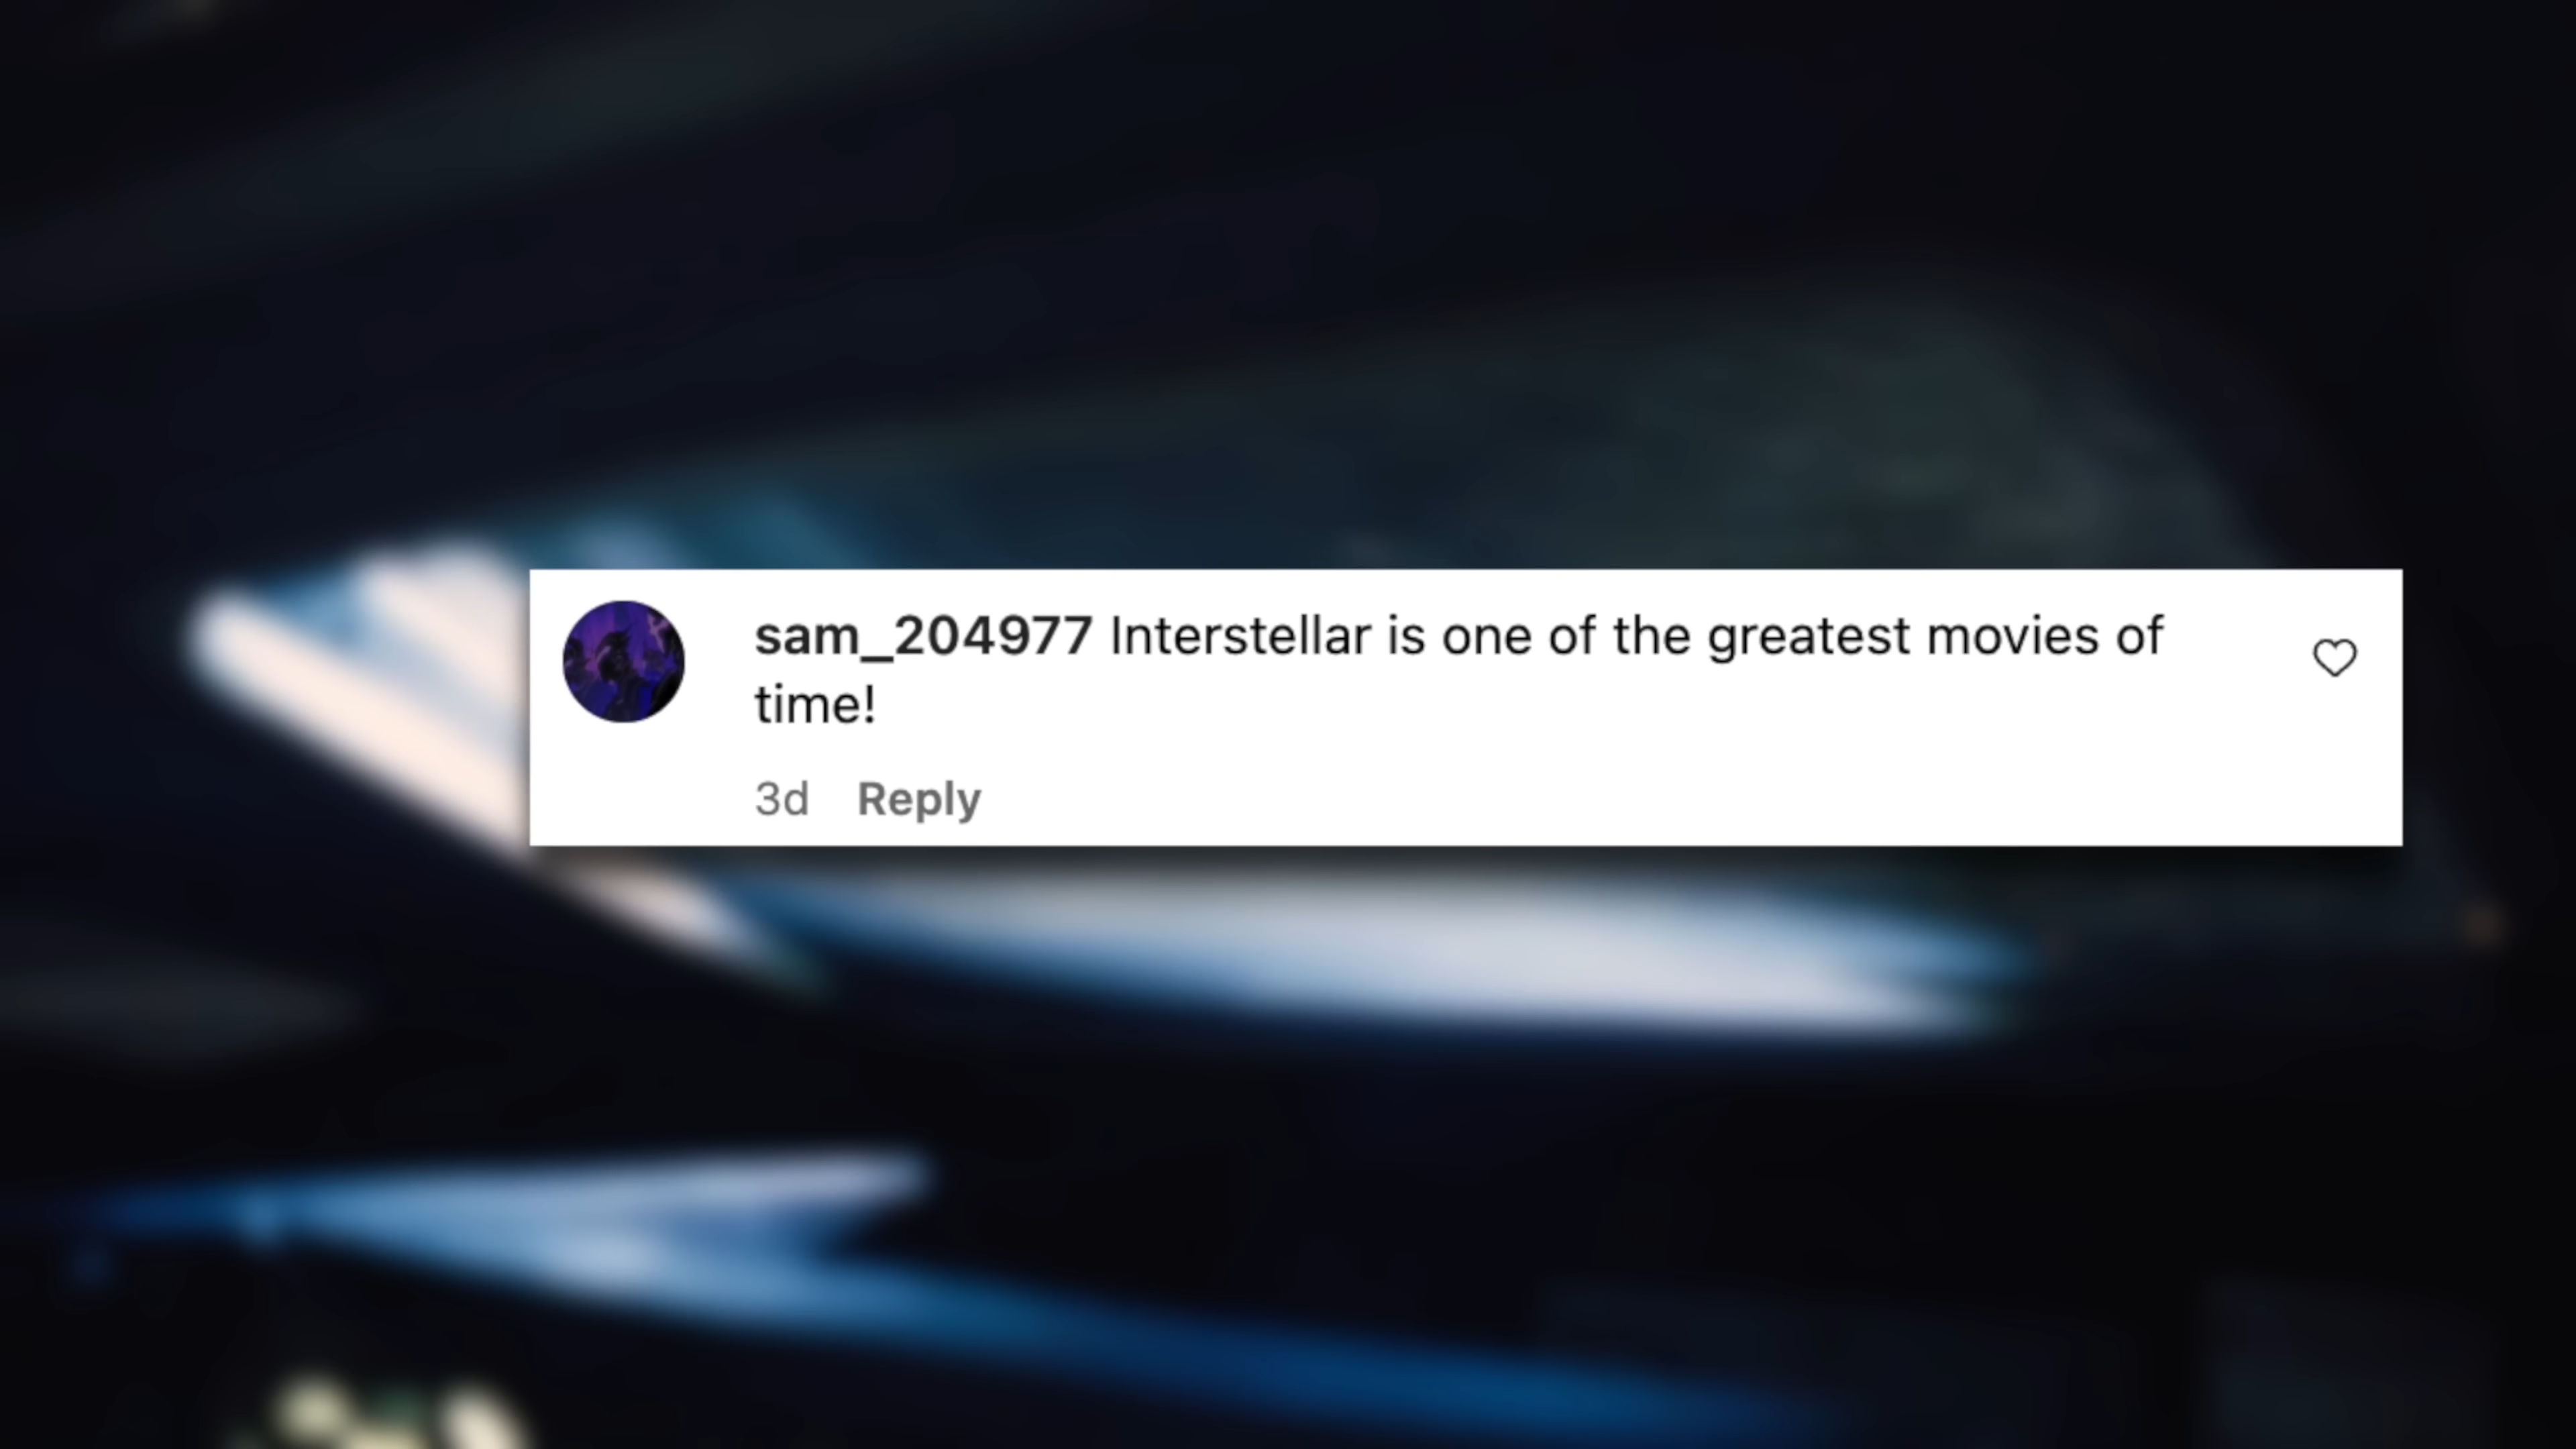 sam_204977 Interstellar is one of the greatest movies of
time!
3d Reply